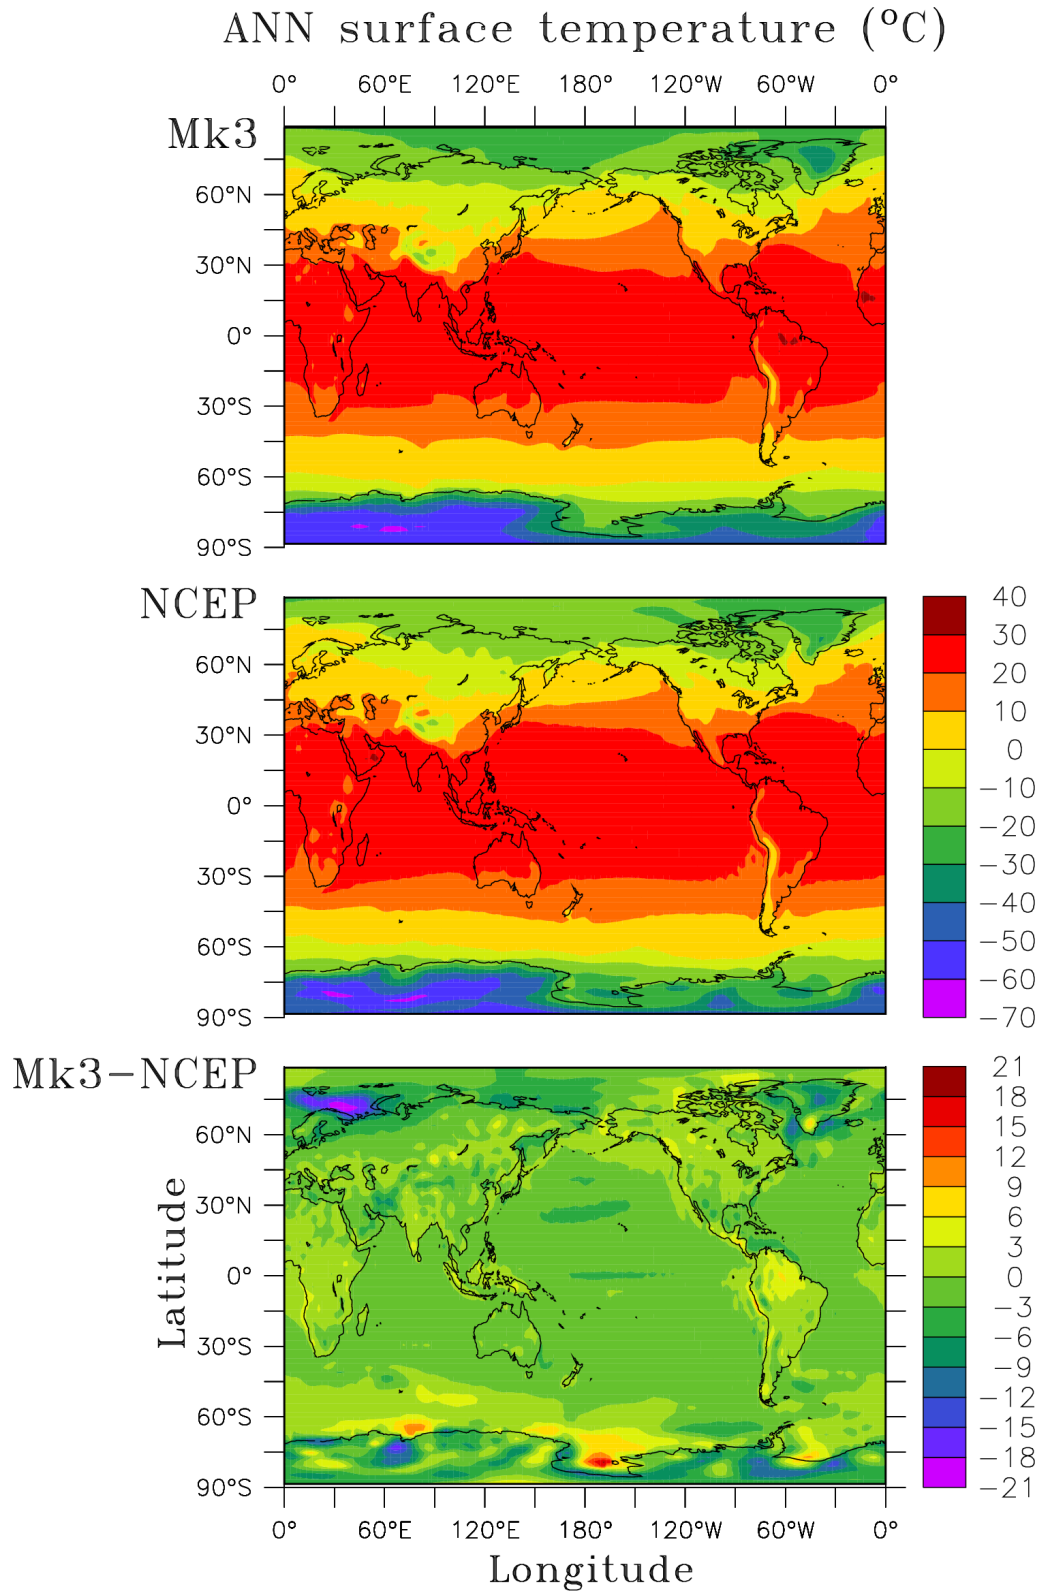 ANN surface temperature (°C)
0° 60°E 120°E 180° 120°W 60°W 0°
Mk3
60°N
30°N
0°
30°S
60°S
90°S
NCEP
60°N
30°N
0°
30°S
60°S
90°S
40
30
20
10
0
−10
−20
−30
−40
−50
−60
−70
Mk3−NCEP
60°N
30°N
0°
30°S
60°S
90°S
Latitude
21
18
15
12
9
6
3
0
−3
−6
−9
−12
−15
−18
−21
0° 60°E 120°E 180° 120°W 60°W 0°
Longitude